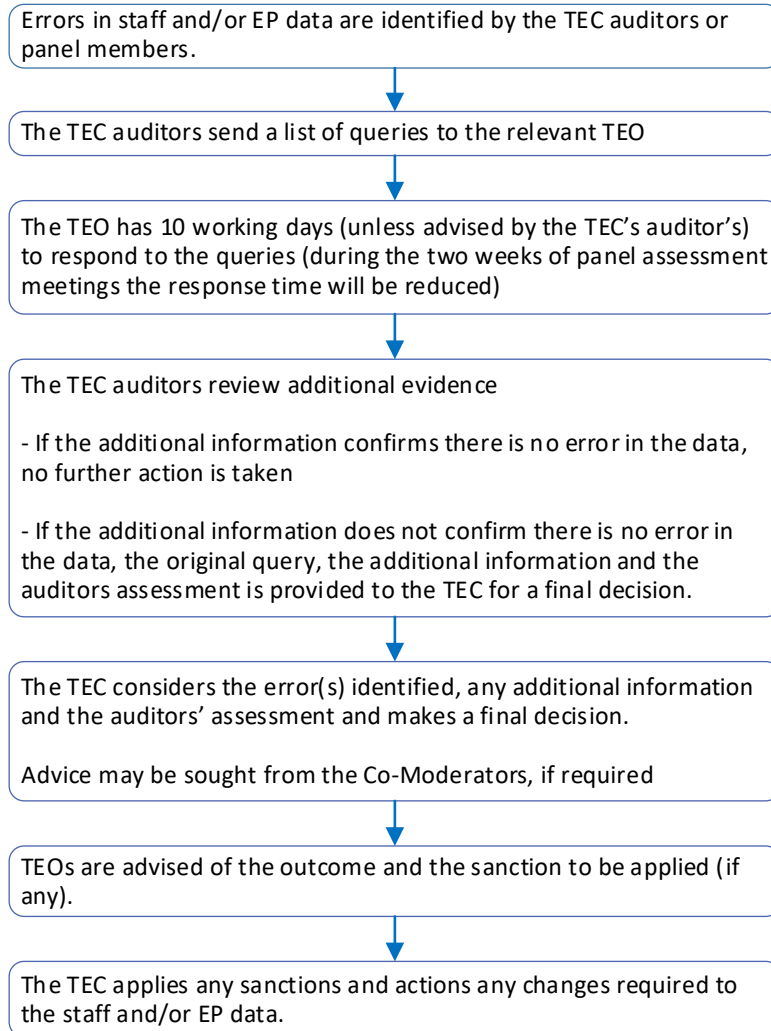 Errors in staff and/or EP data are identified by the TEC auditors or
panel members.
The TEC auditors send a list of queries to the relevant TEO
The TEO has 10 working days (unless advised by the TEC's auditor's)
to respond to the queries (during the two weeks of panel assessment
meetings the response time will be reduced)
The TEC auditors review additional evidence
- If the additional information confirms there is no error in the data,
no further action is taken
- If the additional information does not confirm there is no error in
the data, the original query, the additional information and the
auditors assessment is provided to the TEC for a final decision.
The TEC considers the error(s) identified, any additional information
and the auditors' assessment and makes a final decision.
Advice may be sought from the Co-Moderators, if required
TEOs are advised of the outcome and the sanction to be applied (if
any).
The TEC applies any sanctions and actions any changes required to
the staff and/or EP data.